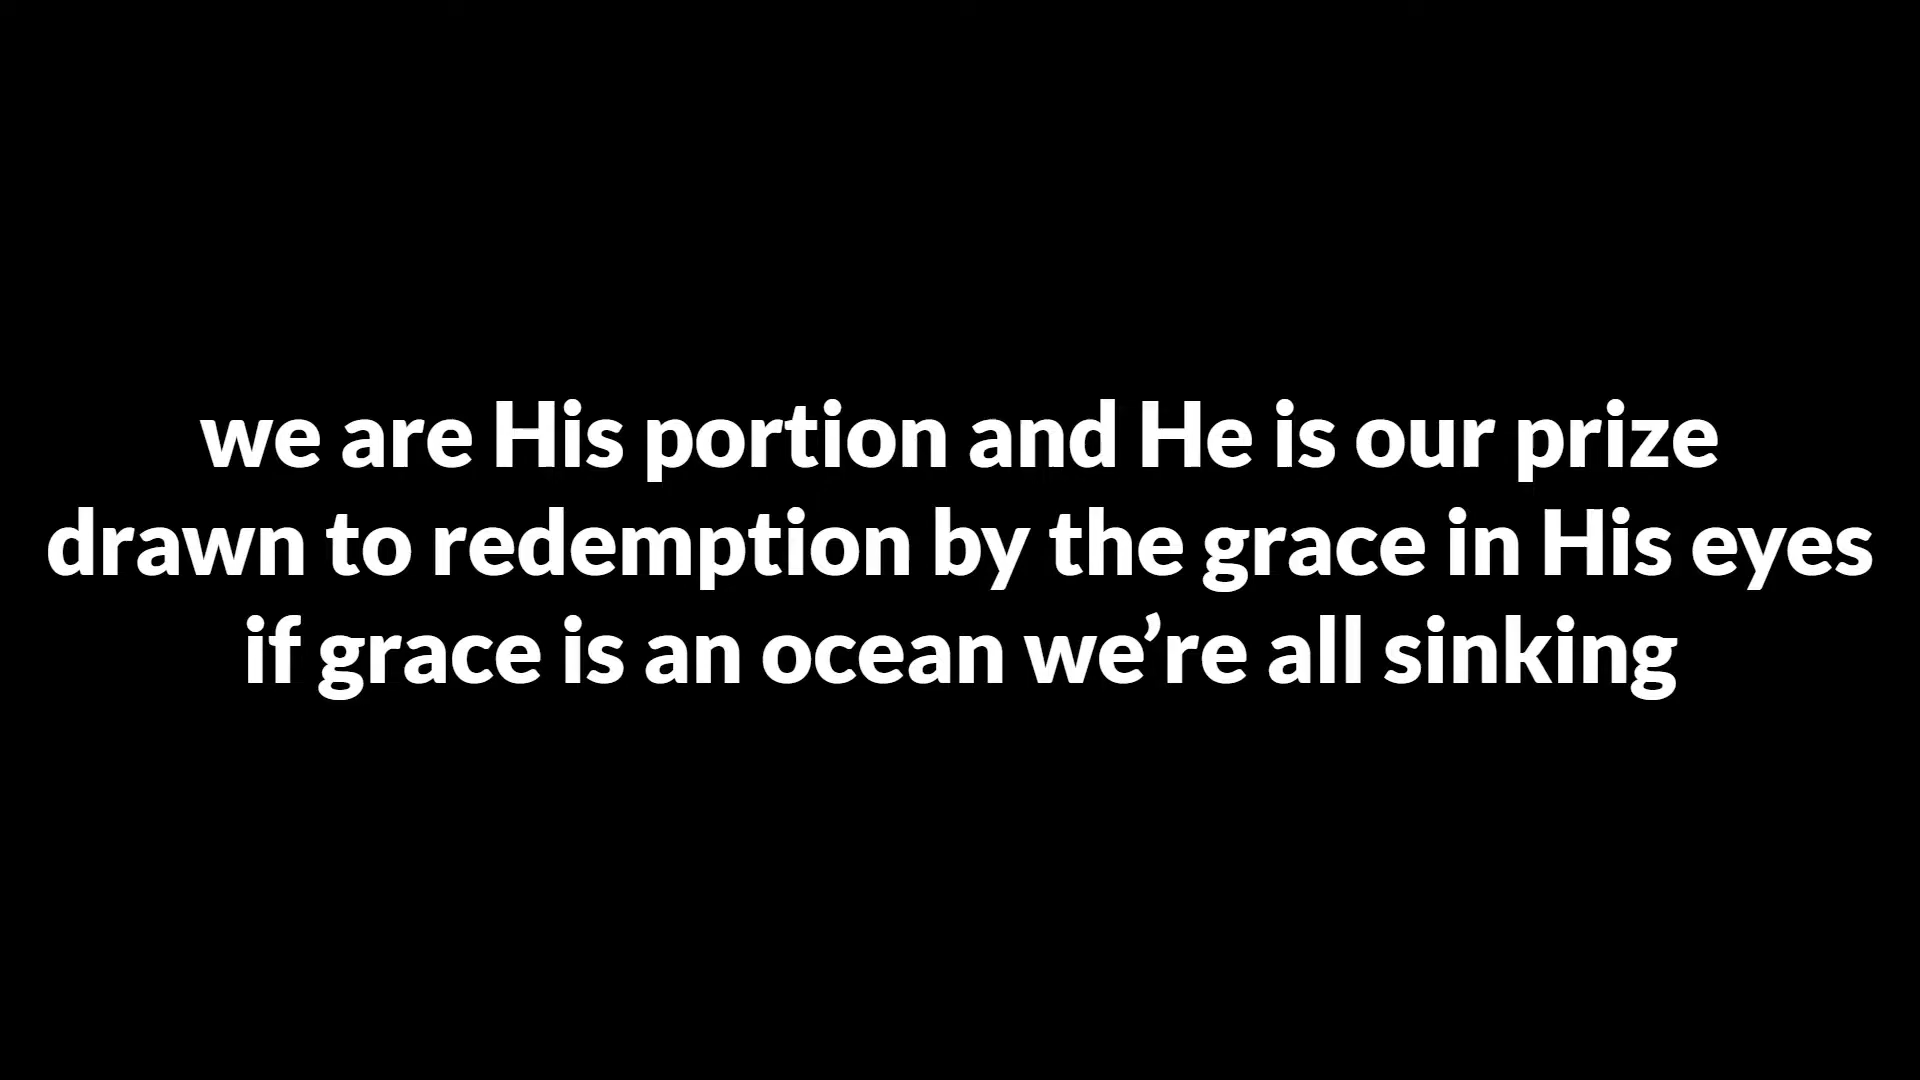 we are His portion and He is our prize
drawn to redemption by the grace in His eyes
if grace is an ocean we’re all sinking